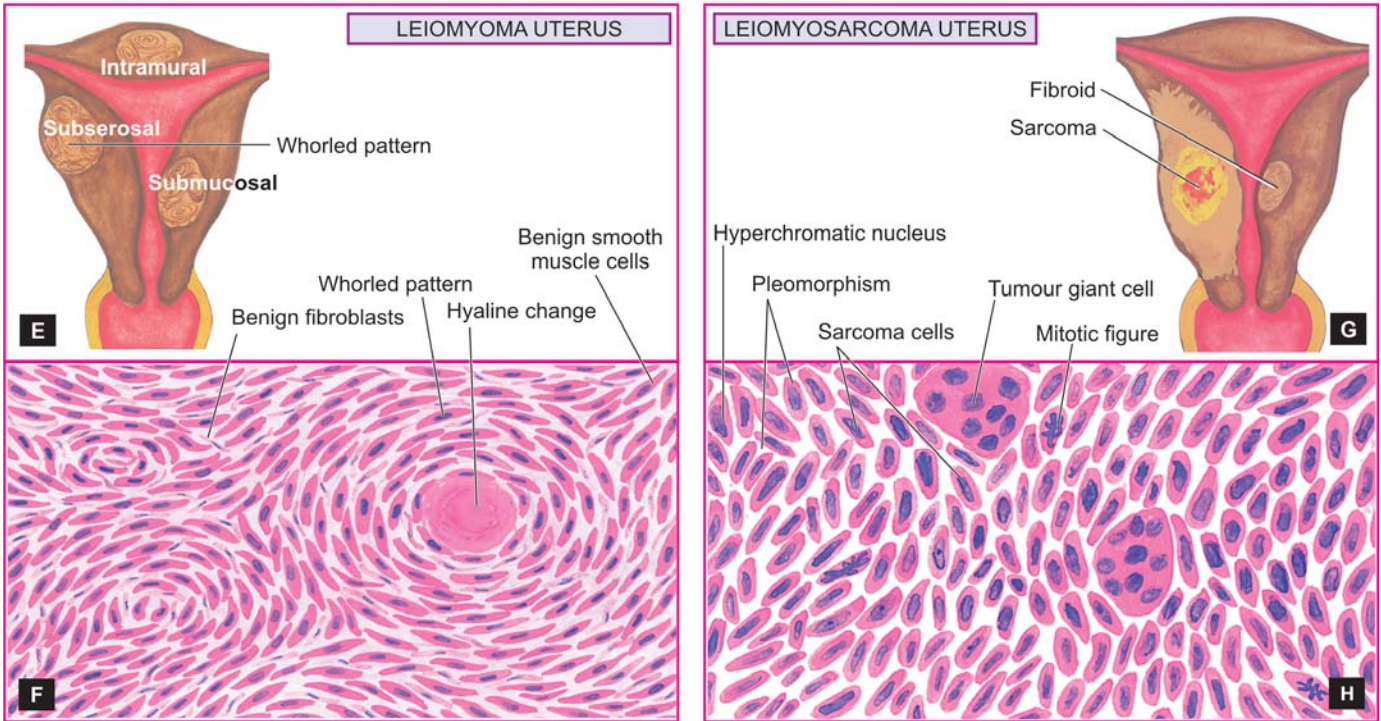 LEIOMYOMA UTERUS
Intramural
Subserosal
Whorled pattern
Submucosal
Benign smooth
muscle cells
Whorled pattern
Hyaline change
Benign fibroblasts
E
F
LEIOMYOSARCOMA UTERUS
Fibroid
Sarcoma
Hyperchromatic nucleus
Pleomorphism
Tumour giant cell
Sarcoma cells
Mitotic figure
G
H